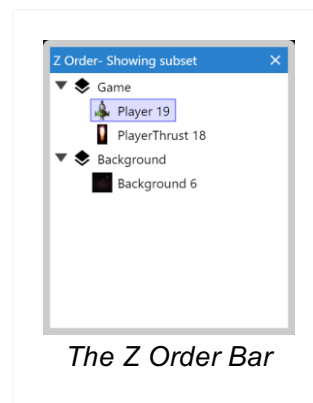 Z Order- Showing subset
Game
Player 19
PlayerThrust 18
Background
Background 6
The Z Order Bar